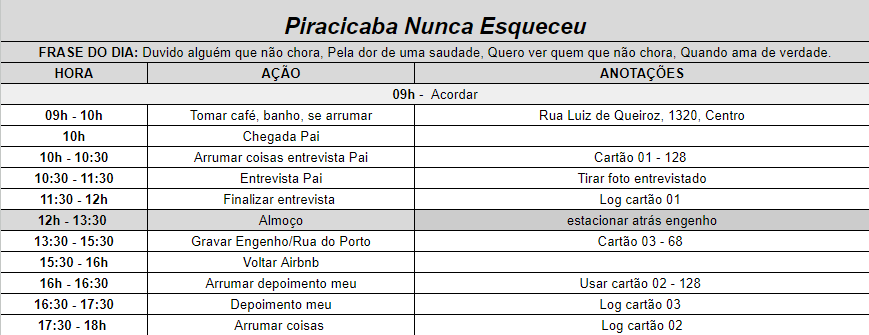 Piracicaba Nunca Esqueceu
FRASE DO DIA: Duvido alguém que não chora, Pela dor de uma saudade, Quero ver quem que não chora, Quando ama de verdade.
HORA AÇÃO ANOTAÇÕES
09h - Acordar
09h - 10h Tomar café, banho, se arrumar Rua Luiz de Queiroz, 1320, Centro
10h Chegada Pai
10h - 10:30 Arrumar coisas entrevista Pai Cartão 01 - 128
10:30 - 11:30 Entrevista Pai Tirar foto entrevistado
11:30 - 12h Finalizar entrevista Log cartão 01
12h - 13:30 Almoço estacionar atrás engenho
13:30 - 15:30 Gravar Engenho/Rua do Porto Cartão 03 - 68
15:30 - 16h Voltar Airbnb
16h - 16:30 Arrumar depoimento meu Usar cartão 02 - 128
16:30 - 17:30 Depoimento meu Log cartão 03
17:30 - 18h Arrumar coisas Log cartão 02